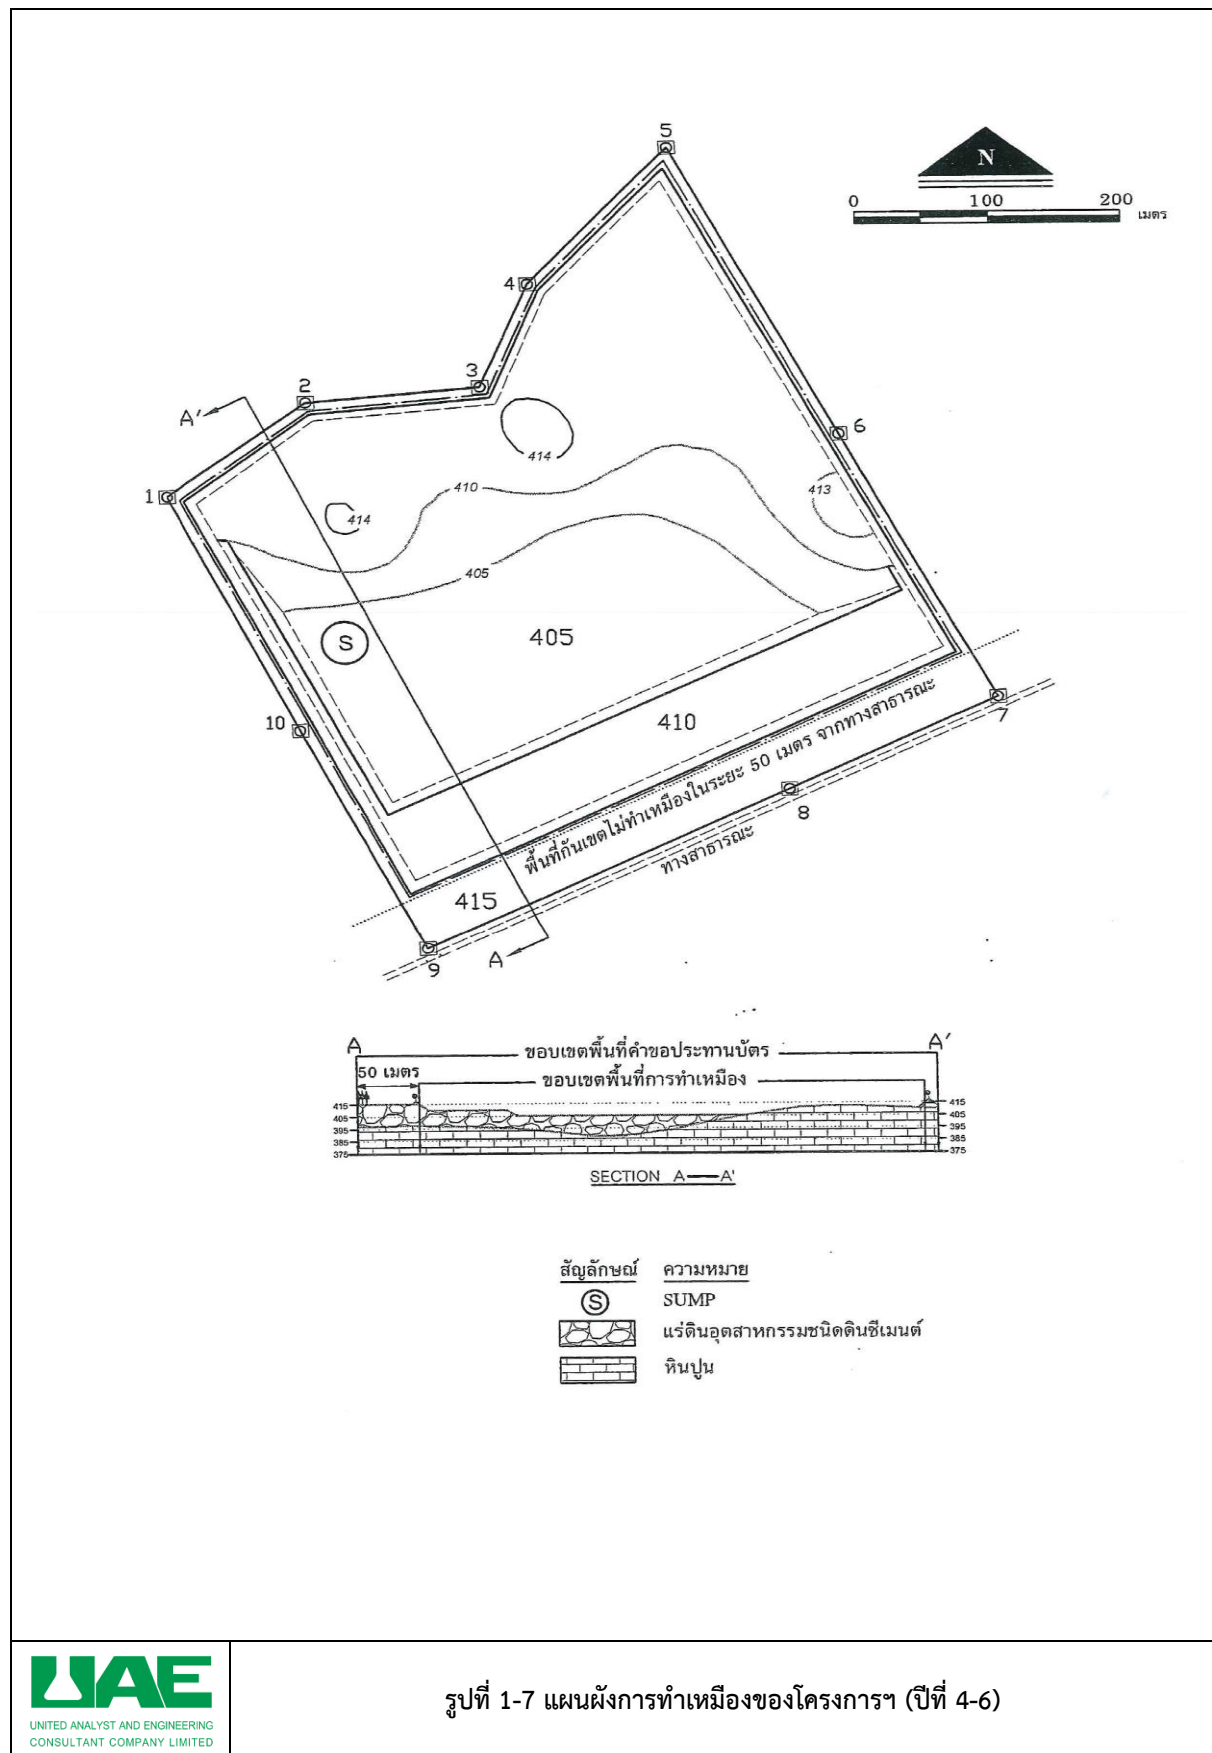 5
N
0 100 200
เมตร
4
3
2
A'
6
1
414
410
413
414
405
S
405
10
410
7
พื้นที่กันเขตไม่ทำเหมืองในระยะ 50 เมตร จากทางสาธารณะ
8
ทางสาธารณะ
415
A
9
A A'
ขอบเขตพื้นที่คำขอประทานบัตร
50 เมตร
ขอบเขตพื้นที่การทำเหมือง
415 415
405 405
395 395
385 385
375 375
SECTION A—A'
สัญลักษณ์ ความหมาย
S SUMP
แร่ดินอุตสาหกรรมชนิดดินซีเมนต์
หินปูน
UAE
UNITED ANALYST AND ENGINEERING
CONSULTANT COMPANY LIMITED
รูปที่ 1-7 แผนผังการทำเหมืองของโครงการฯ (ปีที่ 4-6)